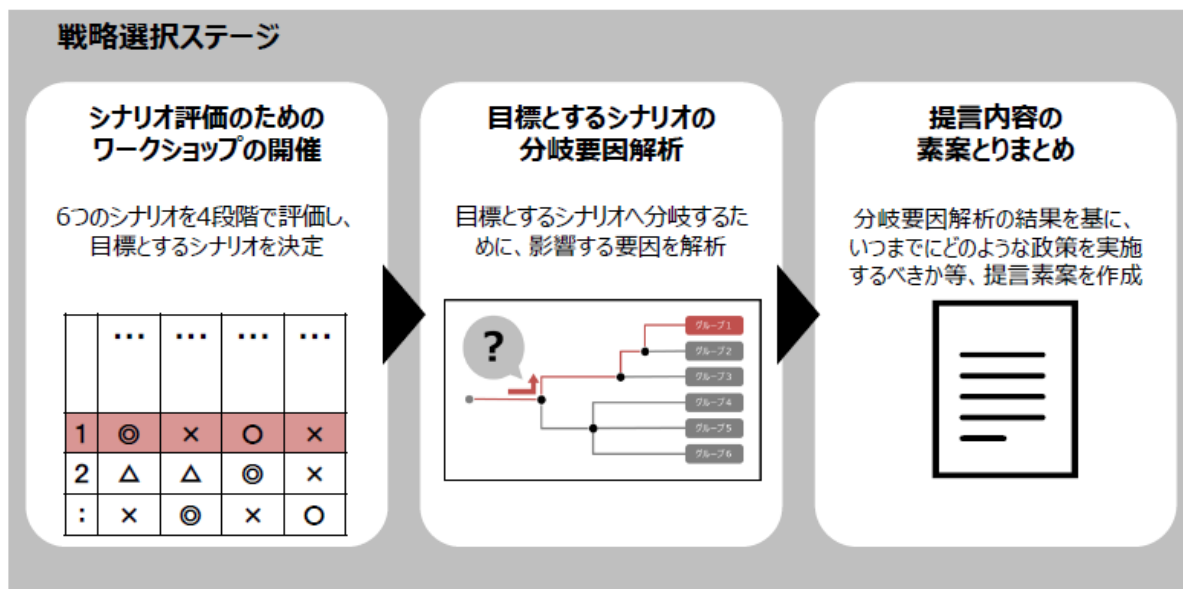 戦略選択ステージ
シナリオ評価のための
ワークショップの開催
6つのシナリオを4段階で評価し、
目標とするシナリオを決定
… … … …
1 ◎ × ○ ×
2 △ △ ◎ ×
: × ◎ × ○
目標とするシナリオの
分岐要因解析
目標とするシナリオへ分岐するた
めに、影響する要因を解析
?
グループ1
グループ2
グループ3
グループ4
グループ5
グループ6
提言内容の
素案とりまとめ
分岐要因解析の結果を基に、
いつまでにどのような政策を実施
するべきか等、提言素案を作成